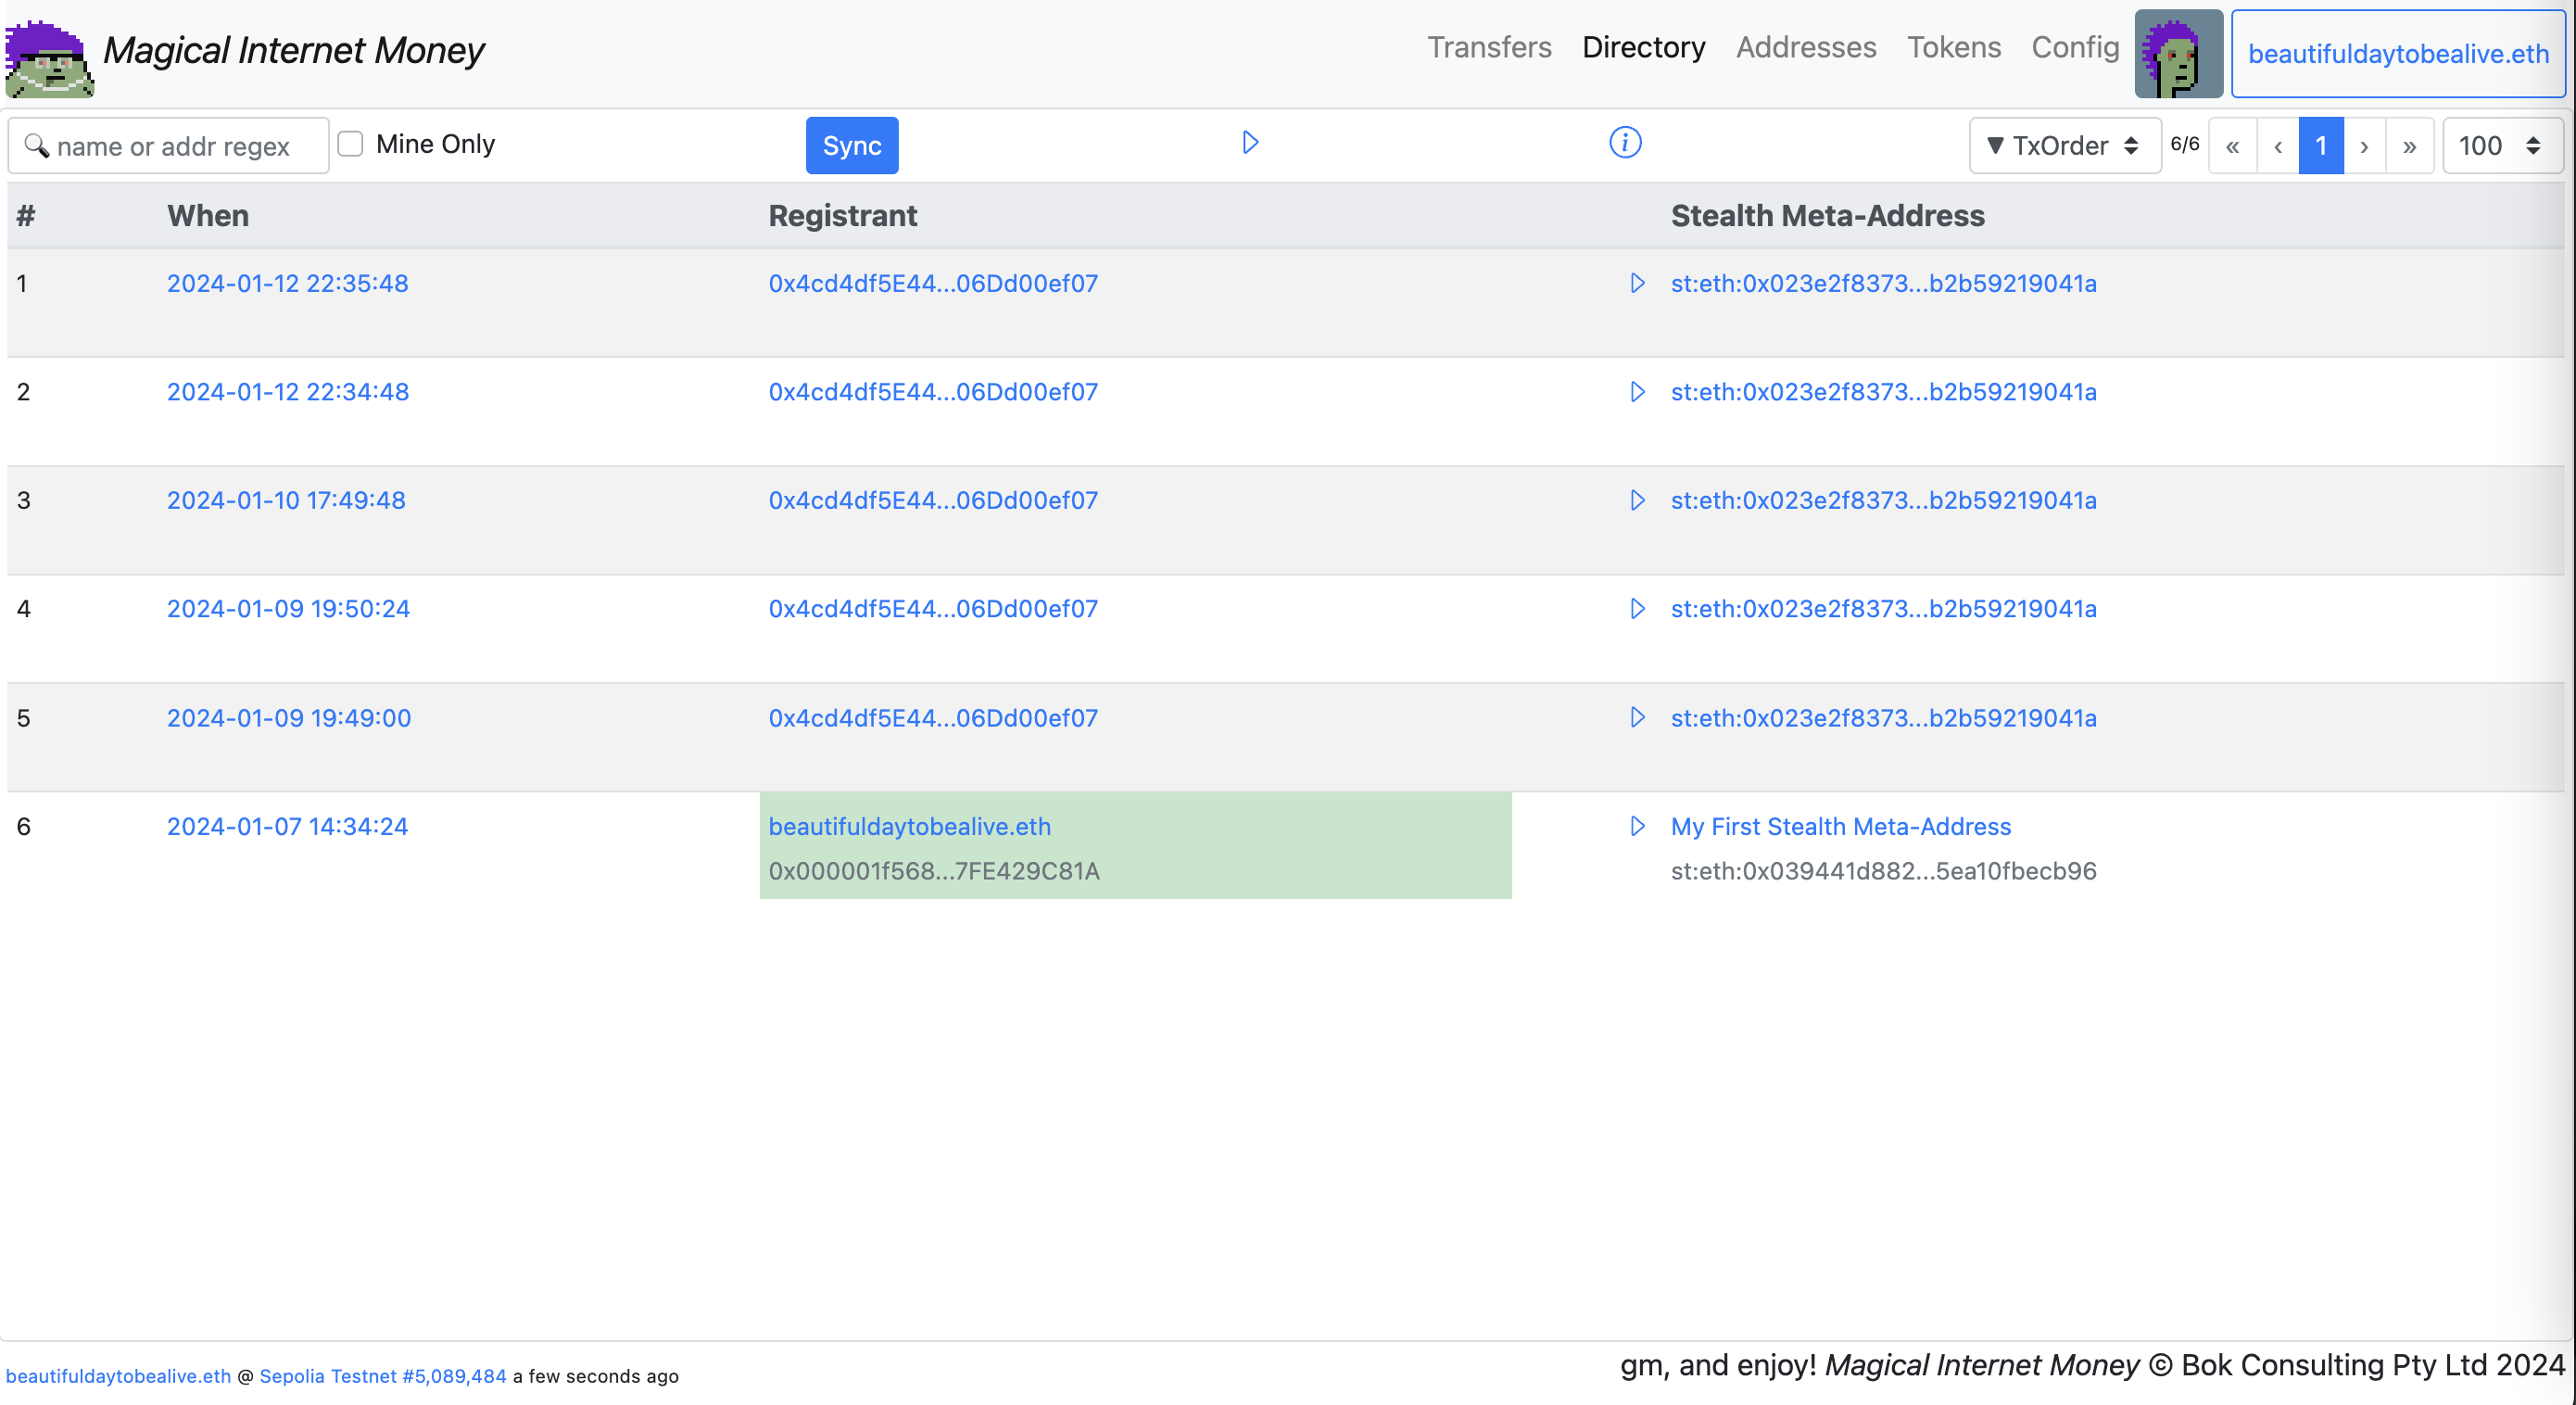 Magical Internet Money Transfers Directory Addresses Tokens Config beautifuldaytobealive.eth
name or addr regex Mine Only Sync i ▼ TxOrder 6/6 « ‹ 1 › » 100
# When Registrant Stealth Meta-Address
1 2024-01-12 22:35:48 0x4cd4df5E44...06Dd00ef07 st:eth:0x023e2f8373...b2b59219041a
2 2024-01-12 22:34:48 0x4cd4df5E44...06Dd00ef07 st:eth:0x023e2f8373...b2b59219041a
3 2024-01-10 17:49:48 0x4cd4df5E44...06Dd00ef07 st:eth:0x023e2f8373...b2b59219041a
4 2024-01-09 19:50:24 0x4cd4df5E44...06Dd00ef07 st:eth:0x023e2f8373...b2b59219041a
5 2024-01-09 19:49:00 0x4cd4df5E44...06Dd00ef07 st:eth:0x023e2f8373...b2b59219041a
6 2024-01-07 14:34:24 beautifuldaytobealive.eth My First Stealth Meta-Address
0x000001f568...7FE429C81A st:eth:0x039441d882...5ea10fbecb96
beautifuldaytobealive.eth @ Sepolia Testnet #5,089,484 a few seconds ago gm, and enjoy! Magical Internet Money © Bok Consulting Pty Ltd 2024